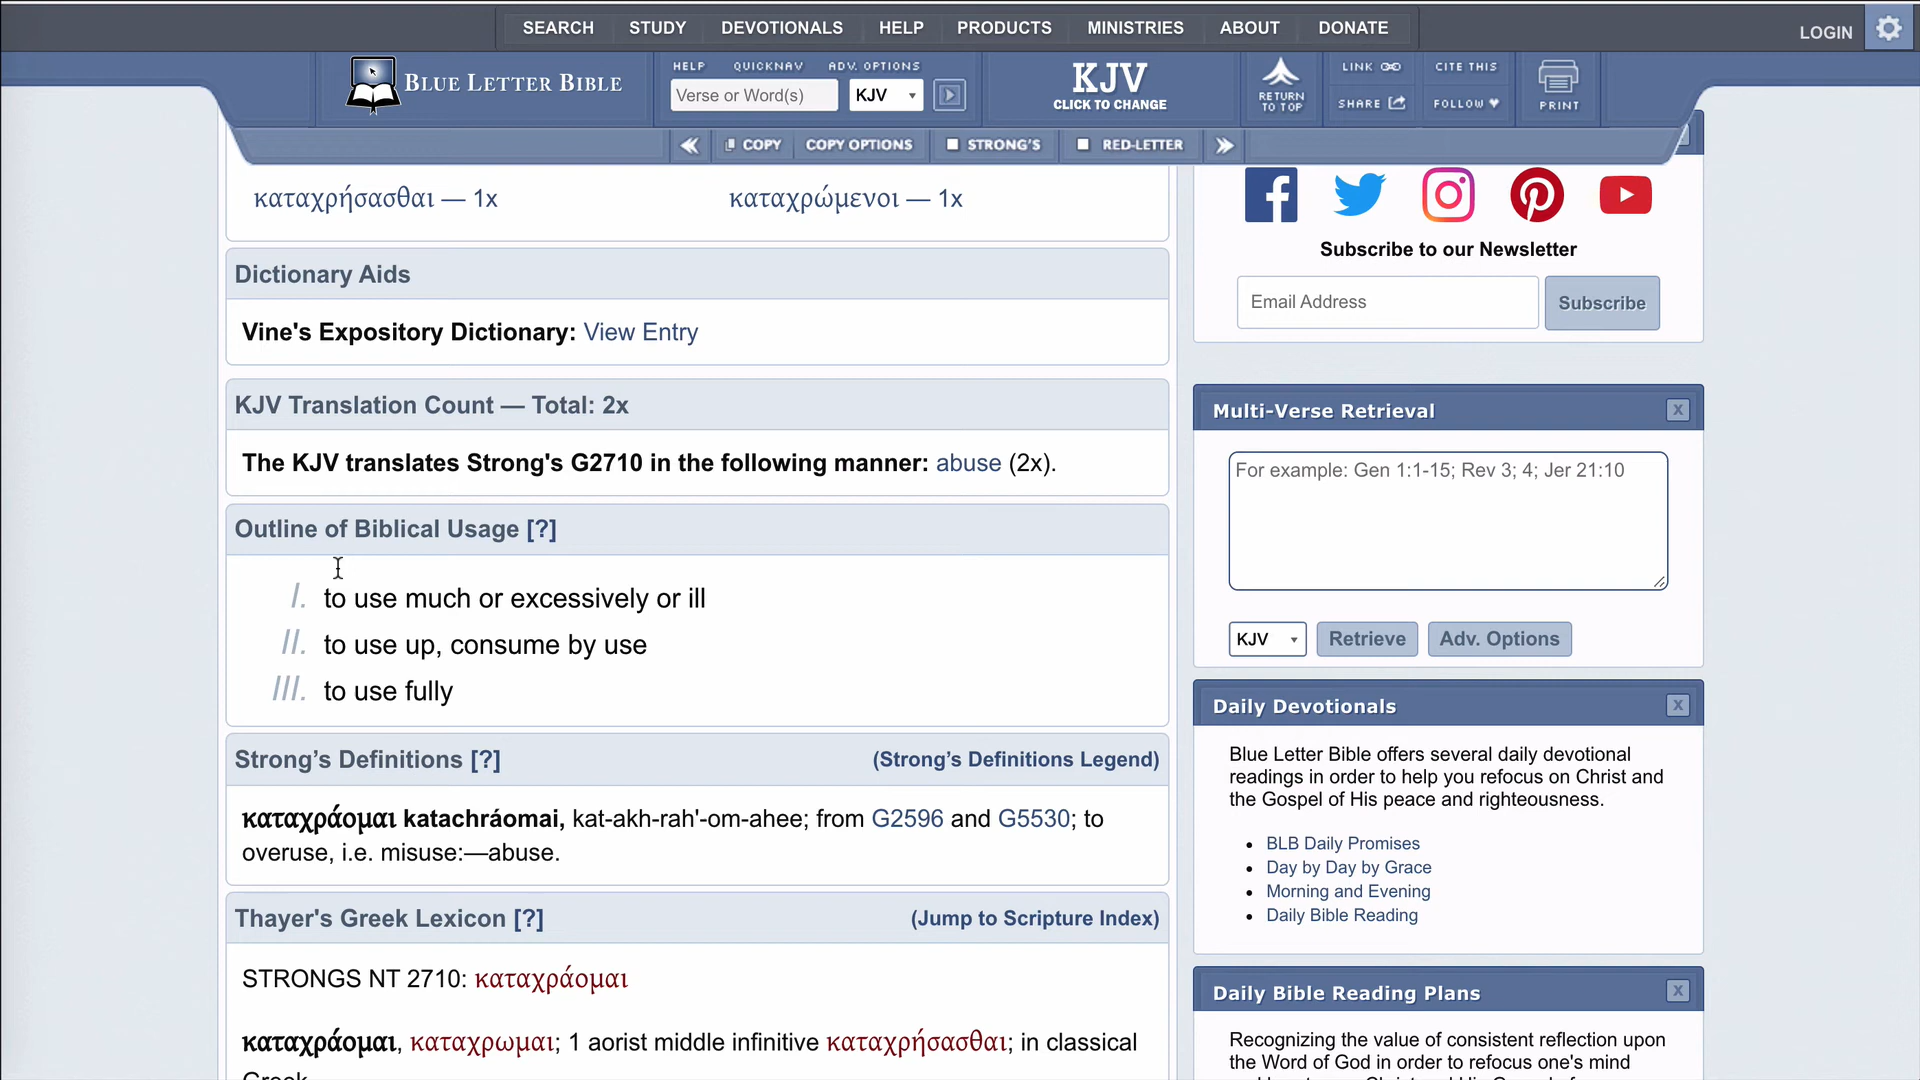 SEARCH STUDY DEVOTIONALS HELP PRODUCTS MINISTRIES ABOUT DONATE
LOGIN
BLUE LETTER BIBLE
HELP QUICKNAV ADV. OPTIONS
Verse or Word(s)
KJV
KJV
CLICK TO CHANGE
RETURN
TO TOP
LINK
CITE THIS
SHARE
FOLLOW
PRINT
COPY COPY OPTIONS STRONG'S RED-LETTER
καταχρήσασθαι — 1x
καταχρώμενοι — 1x
Dictionary Aids
Vine's Expository Dictionary: View Entry
KJV Translation Count — Total: 2x
The KJV translates Strong's G2710 in the following manner: abuse (2x).
Outline of Biblical Usage [?]
I. to use much or excessively or ill
II. to use up, consume by use
III. to use fully
Strong’s Definitions [?]
(Strong’s Definitions Legend)
καταχράομαι katachráomai, kat-akh-rah'-om-ahee; from G2596 and G5530; to
overuse, i.e. misuse:—abuse.
Thayer's Greek Lexicon [?]
(Jump to Scripture Index)
STRONGS NT 2710: καταχράομαι
καταχράομαι, καταχρωμαι; 1 aorist middle infinitive καταχρήσασθαι; in classical
Greek
Subscribe to our Newsletter
Email Address
Subscribe
Multi-Verse Retrieval
X
For example: Gen 1:1-15; Rev 3; 4; Jer 21:10
KJV
Retrieve
Adv. Options
Daily Devotionals
X
Blue Letter Bible offers several daily devotional
readings in order to help you refocus on Christ and
the Gospel of His peace and righteousness.
• BLB Daily Promises
• Day by Day by Grace
• Morning and Evening
• Daily Bible Reading
Daily Bible Reading Plans
X
Recognizing the value of consistent reflection upon
the Word of God in order to refocus one's mind